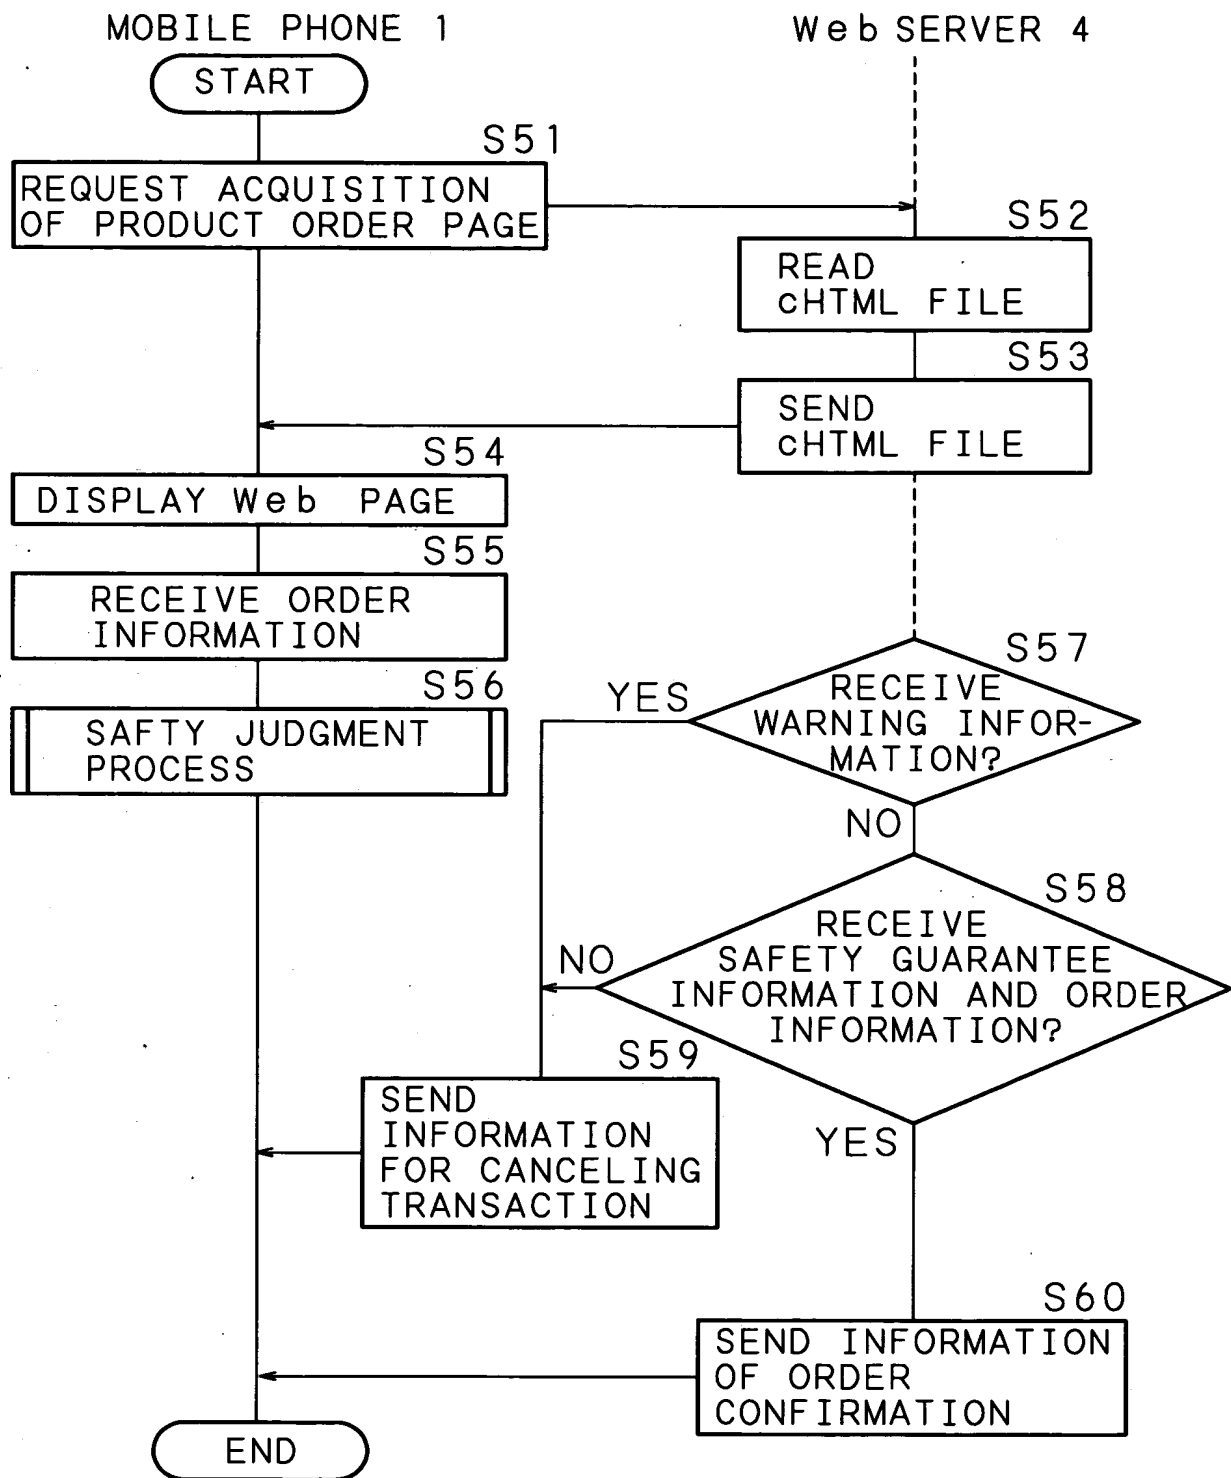 MOBILE PHONE 1
Web SERVER 4
START
S51
REQUEST ACQUISITION
OF PRODUCT ORDER PAGE
S52
READ
cHTML FILE
S53
SEND
cHTML FILE
S54
DISPLAY Web PAGE
S55
RECEIVE ORDER
INFORMATION
S56
SAFTY JUDGMENT
PROCESS
S57
YES
RECEIVE
WARNING INFOR-
MATION?
NO
S58
RECEIVE
SAFETY GUARANTEE
INFORMATION AND ORDER
INFORMATION?
NO
S59
SEND
INFORMATION
FOR CANCELING
TRANSACTION
YES
S60
SEND INFORMATION
OF ORDER
CONFIRMATION
END